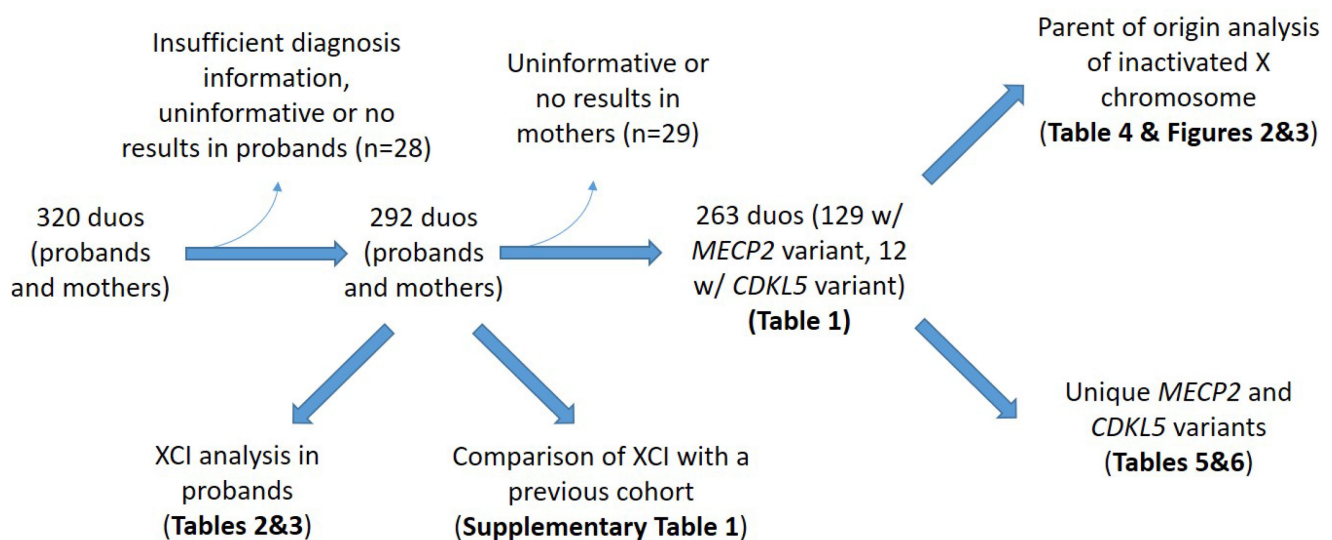 Insufficient diagnosis
information,
uninformative or no
results in probands (n=28)
Uninformative or
no results in
mothers (n=29)
Parent of origin analysis
of inactivated X
chromosome
(Table 4 & Figures 2&3)
320 duos
(probands
and mothers)
292 duos
(probands
and mothers)
263 duos (129 w/
MECP2 variant, 12
w/ CDKL5 variant)
(Table 1)
XCI analysis in
probands
(Tables 2&3)
Comparison of XCI with a
previous cohort
(Supplementary Table 1)
Unique MECP2 and
CDKL5 variants
(Tables 5&6)